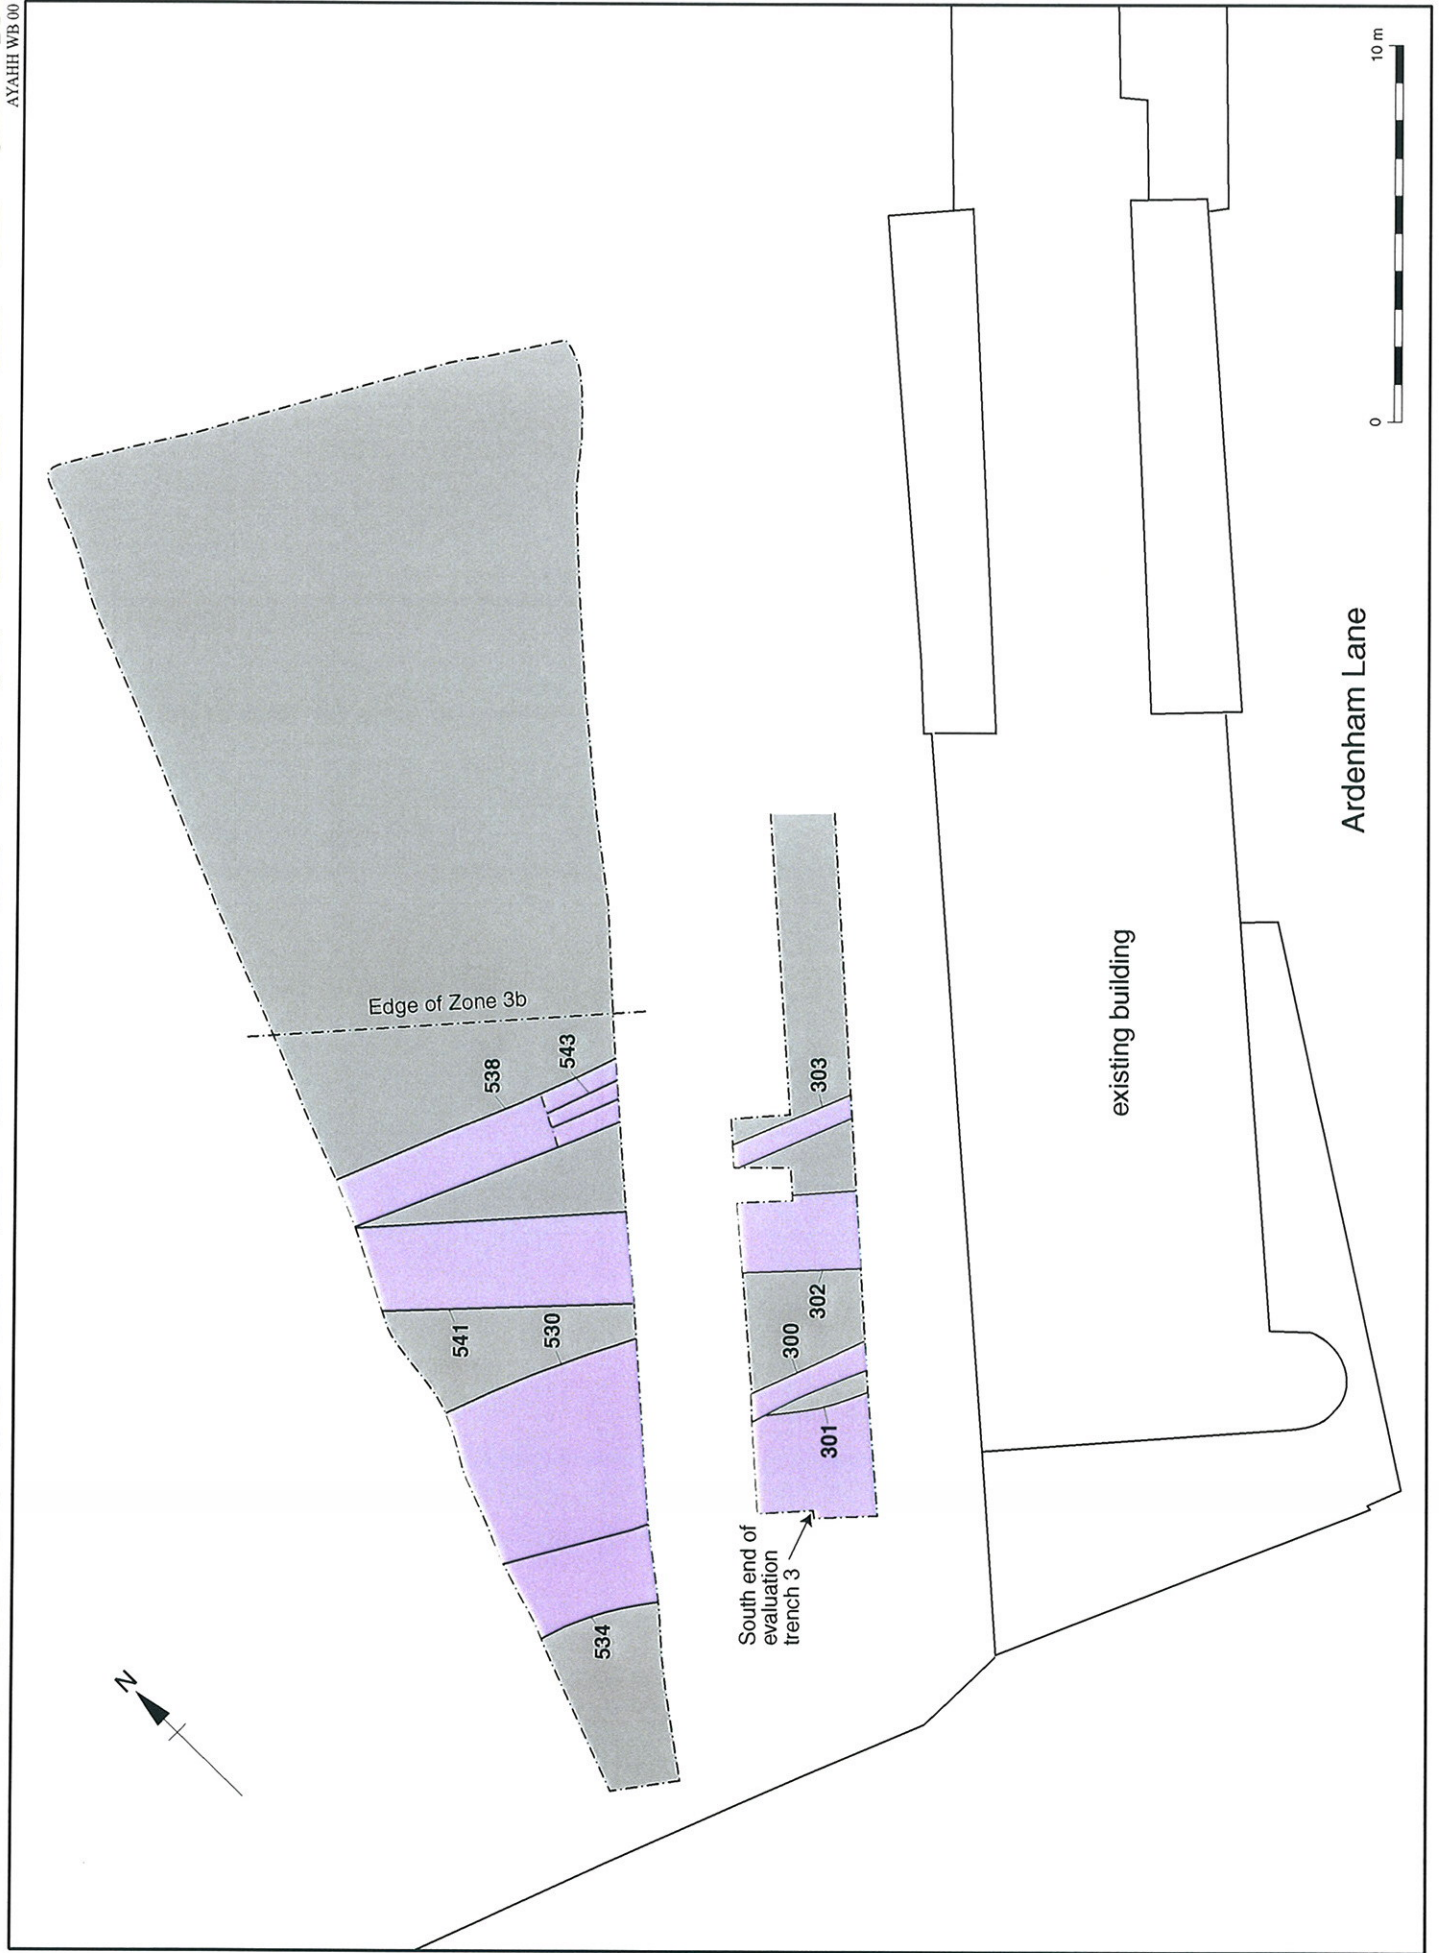 AYAHH WB 00
N
Edge of Zone 3b
538
543
541
530
534
303
302
300
301
South end of
evaluation
trench 3
existing building
Ardenham Lane
0
10 m